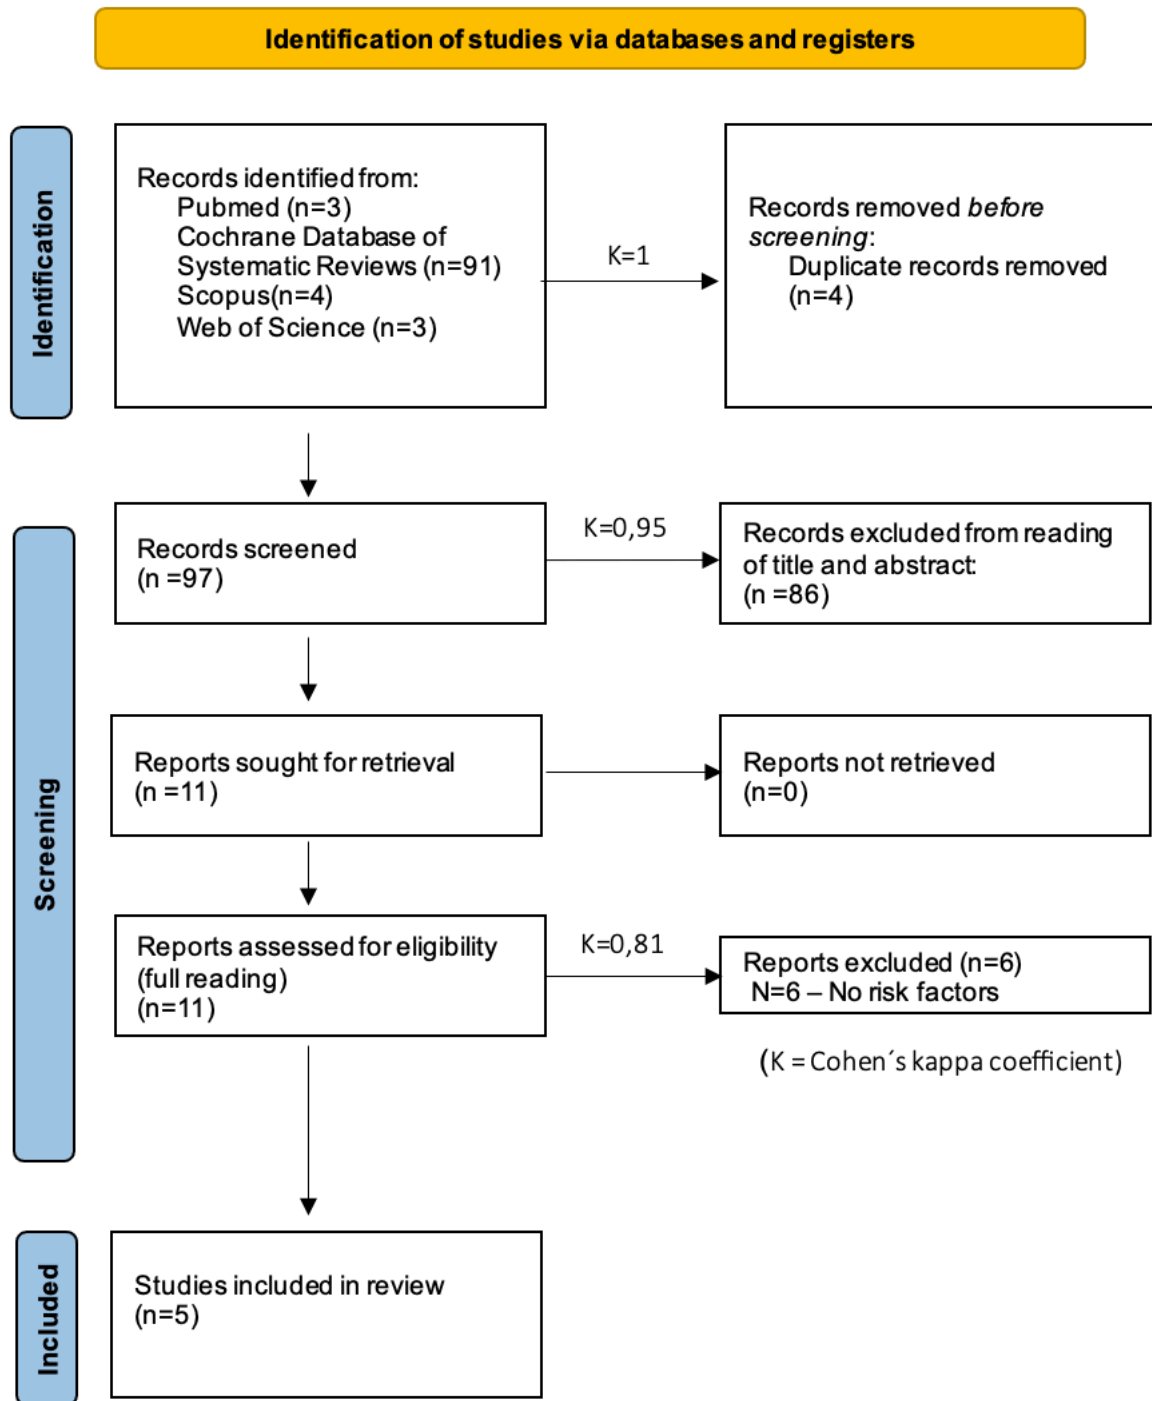 Identification of studies via databases and registers
Identification
Records identified from:
Pubmed (n=3)
Cochrane Database of
Systematic Reviews (n=91)
Scopus(n=4)
Web of Science (n=3)
K=1
Records removed before
screening:
Duplicate records removed
(n=4)
Screening
Records screened
(n =97)
K=0,95
Records excluded from reading
of title and abstract:
(n =86)
Reports sought for retrieval
(n =11)
Reports not retrieved
(n=0)
Reports assessed for eligibility
(full reading)
(n=11)
K=0,81
Reports excluded (n=6)
N=6 – No risk factors
(K = Cohen´s kappa coefficient)
Included
Studies included in review
(n=5)